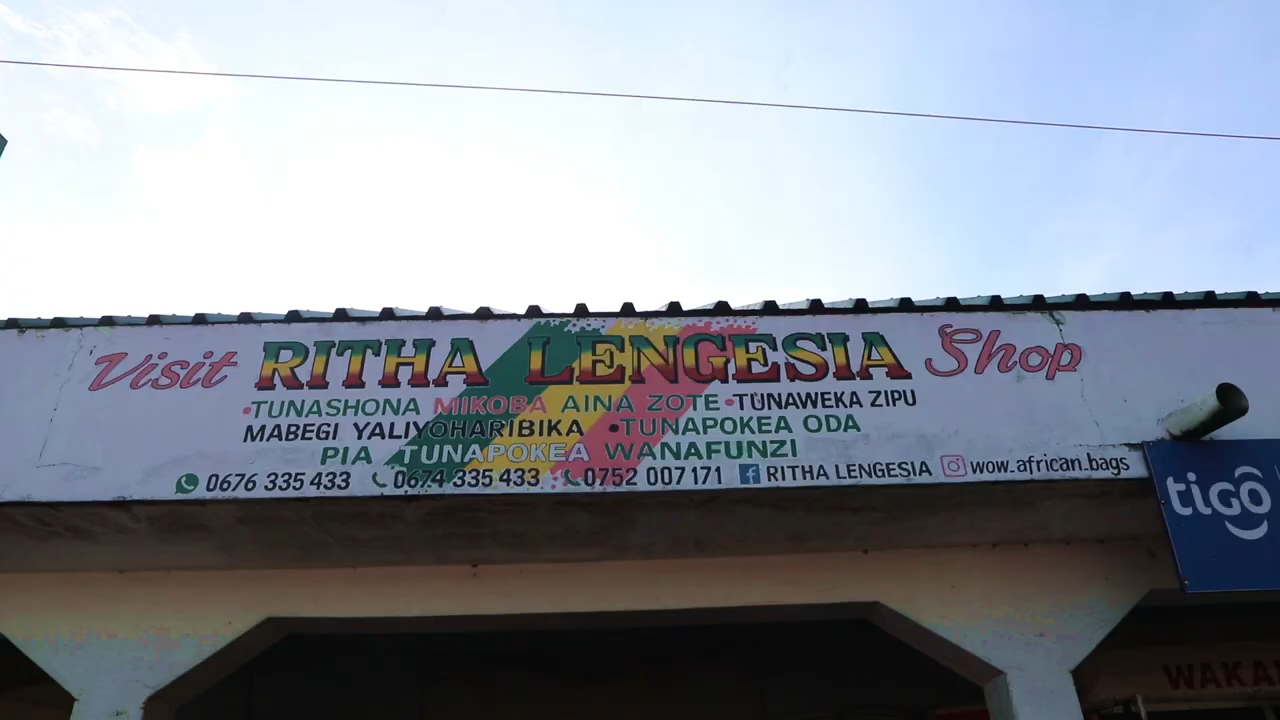 Visit RITHA LENGESIA Shop
•TUNASHONA MIKOBA AINA ZOTE •TUNAWEKA ZIPU
MABEGI YALIYOHARIBIKA •TUNAPOKEA ODA
PIA TUNAPOKEA WANAFUNZI
0676 335 433 0674 335 433 0752 007 171 RITHA LENGESIA wow.african.bags
tigo